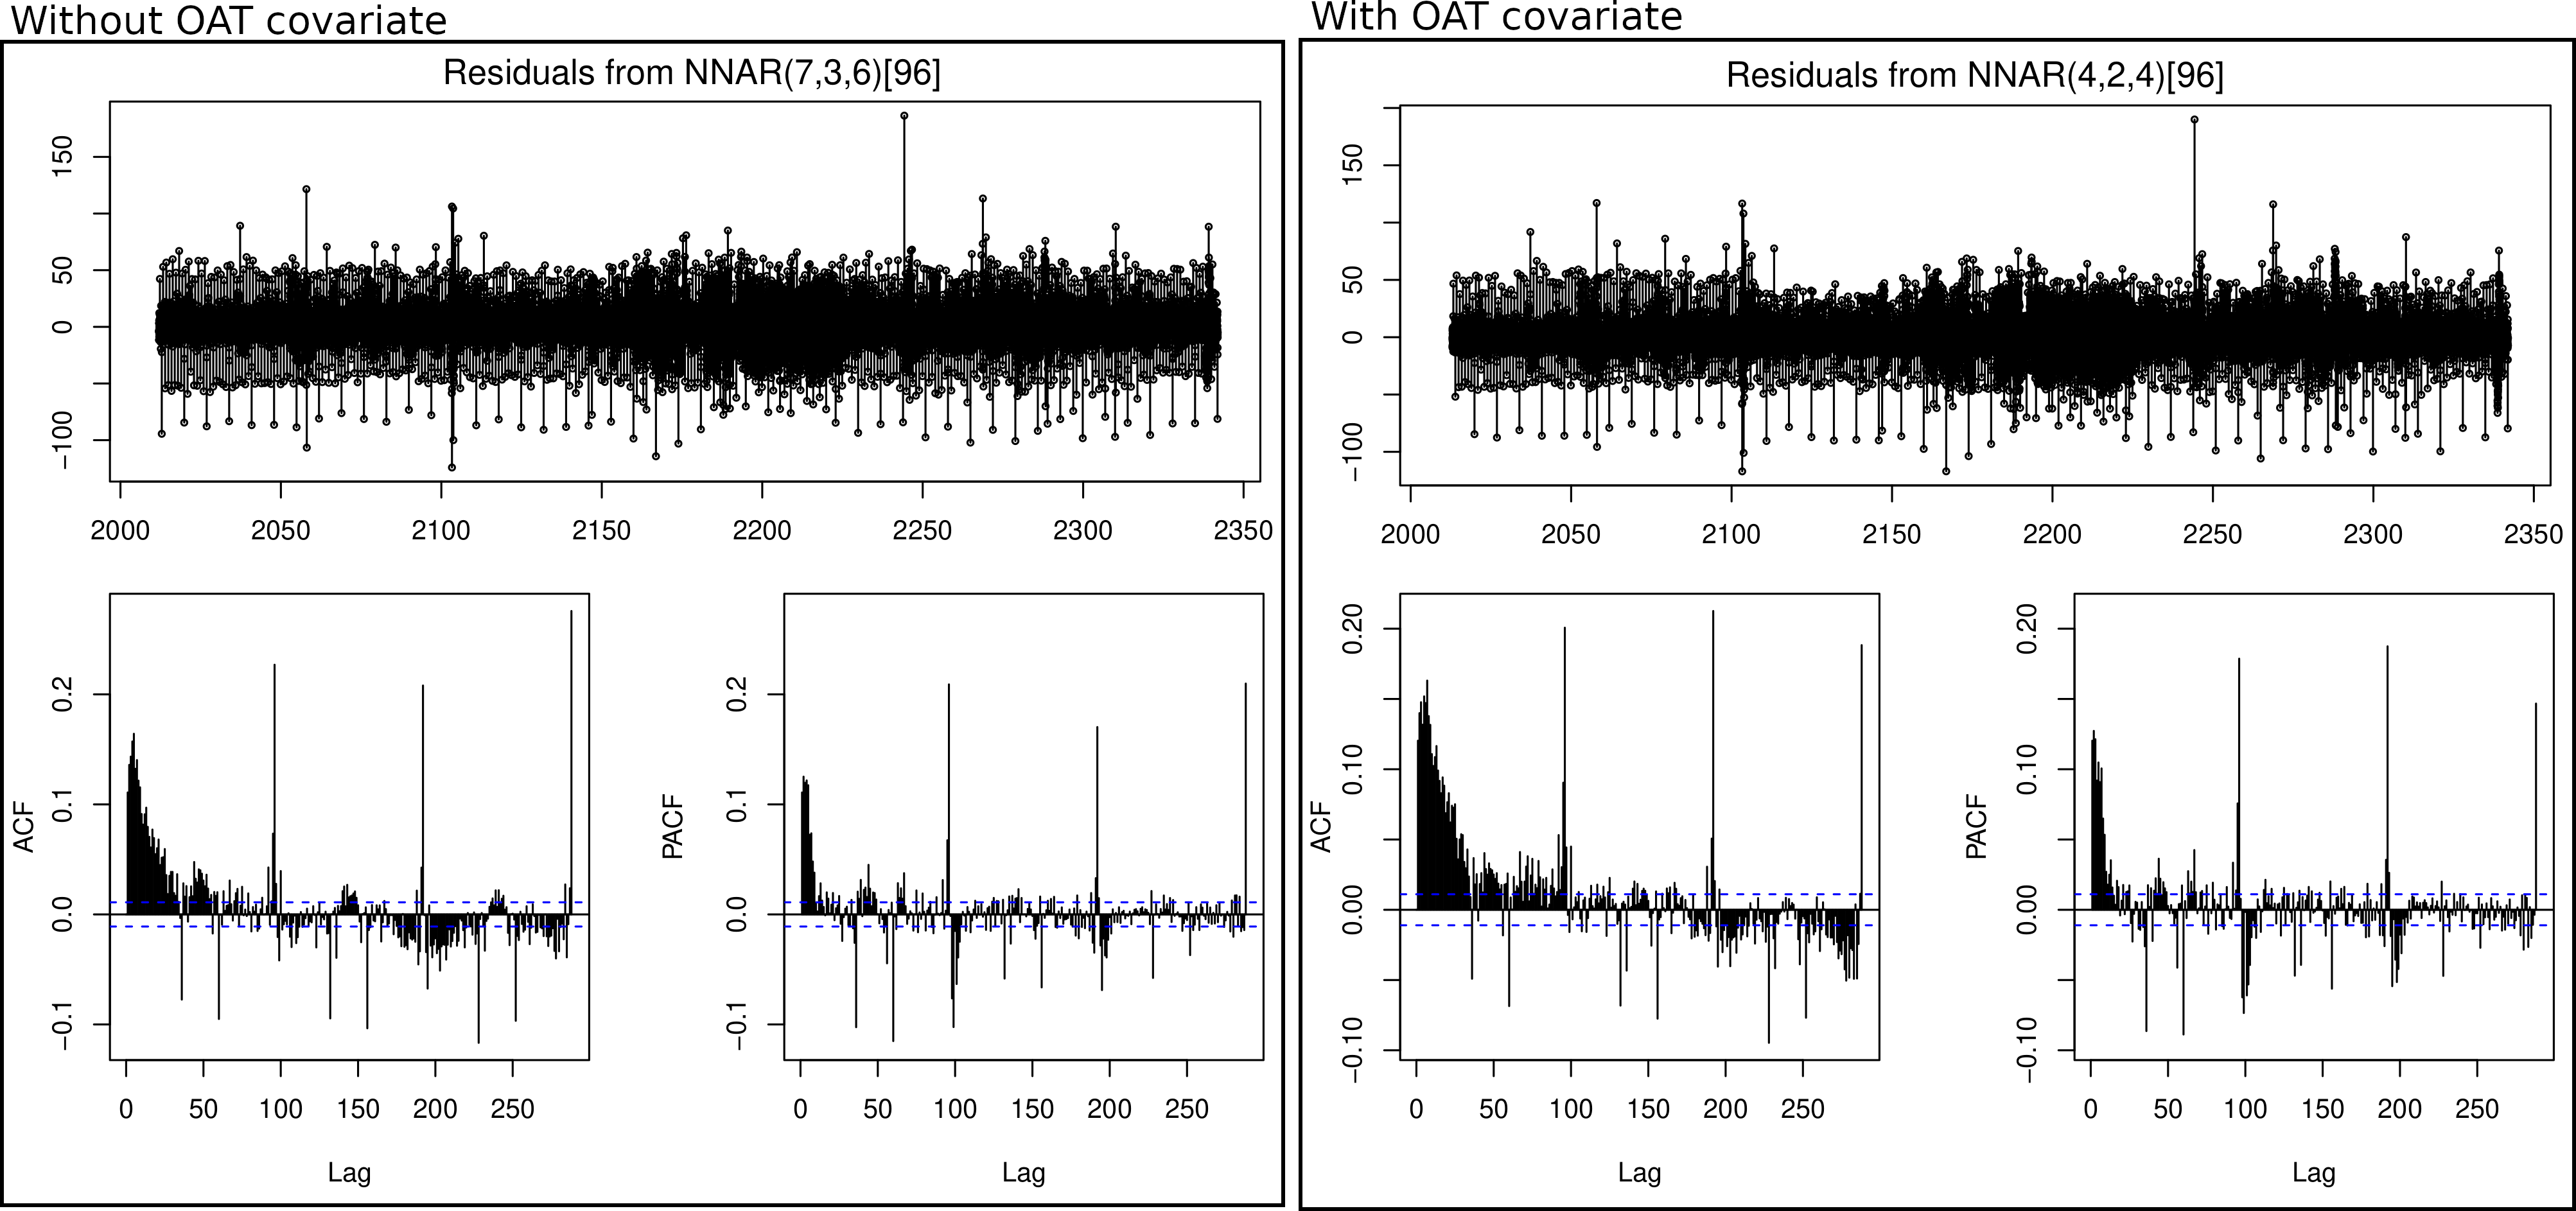 Without OAT covariate
Residuals from NNAR(7,3,6)[96]
150
50
0
−100
2000 2050 2100 2150 2200 2250 2300 2350
ACF
0.2
0.1
0.0
−0.1
0 50 100 150 200 250
Lag
PACF
0.2
0.1
0.0
−0.1
0 50 100 150 200 250
Lag
With OAT covariate
Residuals from NNAR(4,2,4)[96]
150
50
0
−100
2000 2050 2100 2150 2200 2250 2300 2350
ACF
0.20
0.10
0.00
−0.10
0 50 100 150 200 250
Lag
PACF
0.20
0.10
0.00
−0.10
0 50 100 150 200 250
Lag